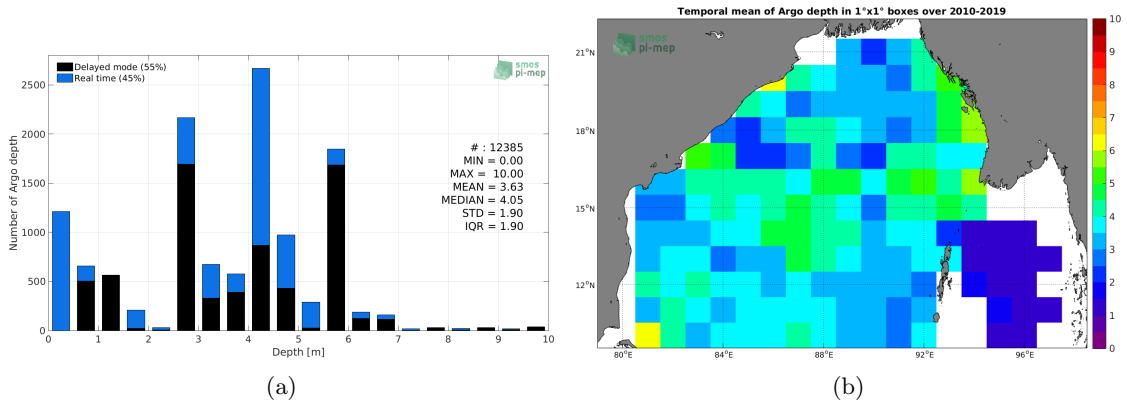 Delayed mode (55%)
Real time (45%)
smos
pi-mep
Number of Argo depth
2500
2000
1500
1000
500
0
# : 12385
MIN = 0.00
MAX = 10.00
MEAN = 3.63
MEDIAN = 4.05
STD = 1.90
IQR = 1.90
0 1 2 3 4 5 6 7 8 9 10
Depth [m]
(a)
Temporal mean of Argo depth in 1°x1° boxes over 2010-2019
smos
pi-mep
21°N
18°N
15°N
12°N
80°E 84°E 88°E 92°E 96°E
10
9
8
7
6
5
4
3
2
1
0
(b)